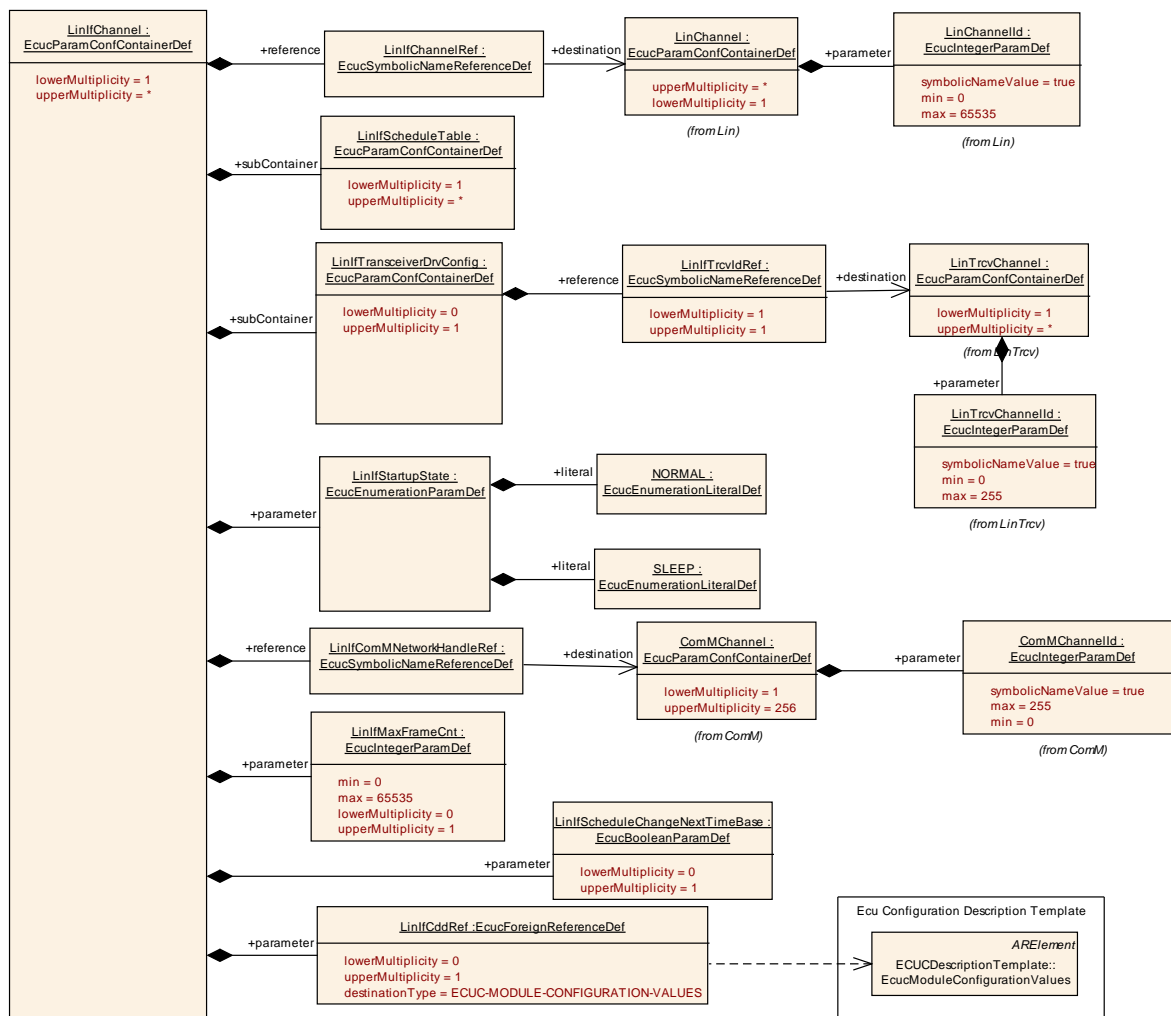 LinIfChannel :
EcucParamConfContainerDef
lowerMultiplicity = 1
upperMultiplicity = *
+reference
LinIfChannelRef :
EcucSymbolicNameReferenceDef
+destination
LinChannel :
EcucParamConfContainerDef
upperMultiplicity = *
lowerMultiplicity = 1
(from Lin)
+parameter
LinChannelId :
EcucIntegerParamDef
symbolicNameValue = true
min = 0
max = 65535
(from Lin)
+subContainer
LinIfScheduleTable :
EcucParamConfContainerDef
lowerMultiplicity = 1
upperMultiplicity = *
+subContainer
LinIfTransceiverDrvConfig :
EcucParamConfContainerDef
lowerMultiplicity = 0
upperMultiplicity = 1
+reference
LinIfTrcvIdRef :
EcucSymbolicNameReferenceDef
lowerMultiplicity = 1
upperMultiplicity = 1
+destination
LinTrcvChannel :
EcucParamConfContainerDef
lowerMultiplicity = 1
upperMultiplicity = *
(from LinTrcv)
+parameter
LinTrcvChannelId :
EcucIntegerParamDef
symbolicNameValue = true
min = 0
max = 255
(from LinTrcv)
+parameter
LinIfStartupState :
EcucEnumerationParamDef
+literal
NORMAL :
EcucEnumerationLiteralDef
+literal
SLEEP :
EcucEnumerationLiteralDef
+reference
LinIfComMNetworkHandleRef :
EcucSymbolicNameReferenceDef
+destination
ComMChannel :
EcucParamConfContainerDef
lowerMultiplicity = 1
upperMultiplicity = 256
(from ComM)
+parameter
ComMChannelId :
EcucIntegerParamDef
symbolicNameValue = true
max = 255
min = 0
(from ComM)
+parameter
LinIfMaxFrameCnt :
EcucIntegerParamDef
min = 0
max = 65535
lowerMultiplicity = 0
upperMultiplicity = 1
+parameter
LinIfScheduleChangeNextTimeBase :
EcucBooleanParamDef
lowerMultiplicity = 0
upperMultiplicity = 1
+parameter
LinIfCddRef :EcucForeignReferenceDef
lowerMultiplicity = 0
upperMultiplicity = 1
destinationType = ECUC-MODULE-CONFIGURATION-VALUES
Ecu Configuration Description Template
ARElement
ECUCDescriptionTemplate::
EcucModuleConfigurationValues